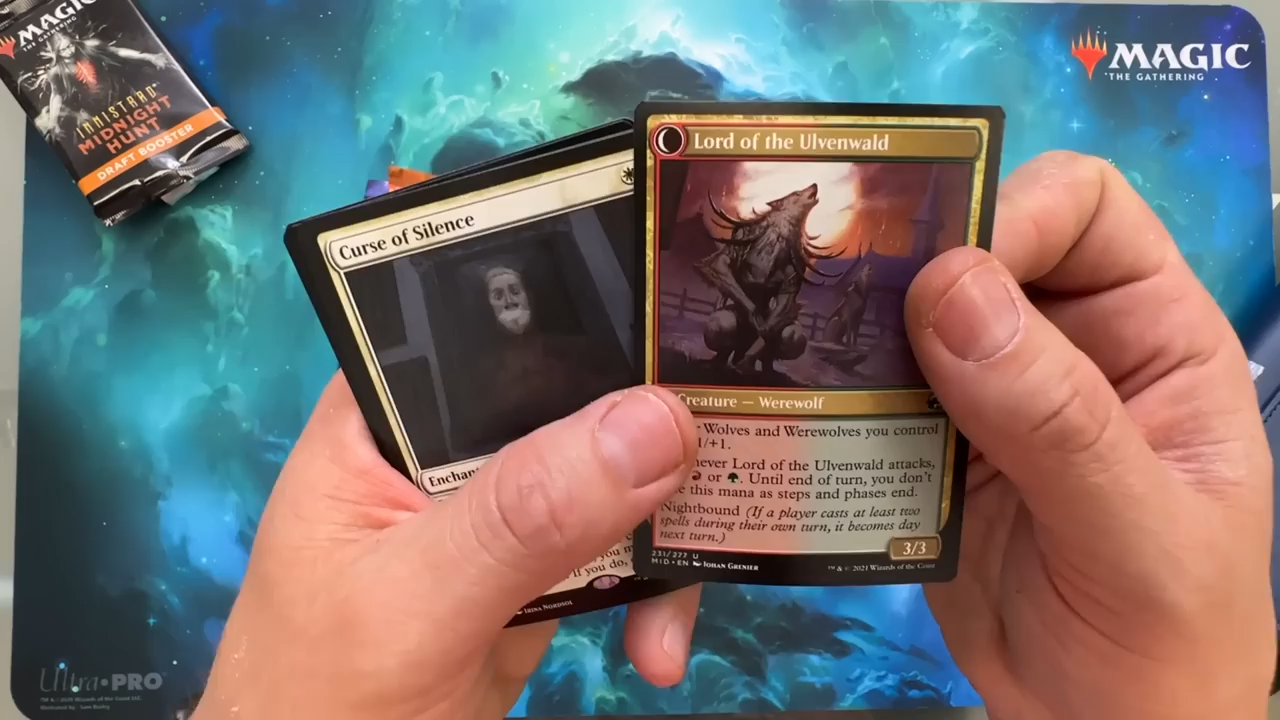 MAGIC
THE GATHERING
INNISTRAD
MIDNIGHT
HUNT
DRAFT BOOSTER
MAGIC
THE GATHERING
Curse of Silence
Lord of the Ulvenwald
Creature — Werewolf
Wolves and Werewolves you control
1/+1.
Lord of the Ulvenwald attacks,
or . Until end of turn, you don't
this mana as steps and phases end.
Nightbound (If a player casts at least two
spells during their own turn, it becomes day
next turn.)
3/3
231/277 U
MID • EN Johan Grenier
™ & © 2021 Wizards of the Coast
you
If you do,
Irina Nordsol
Ultra•PRO